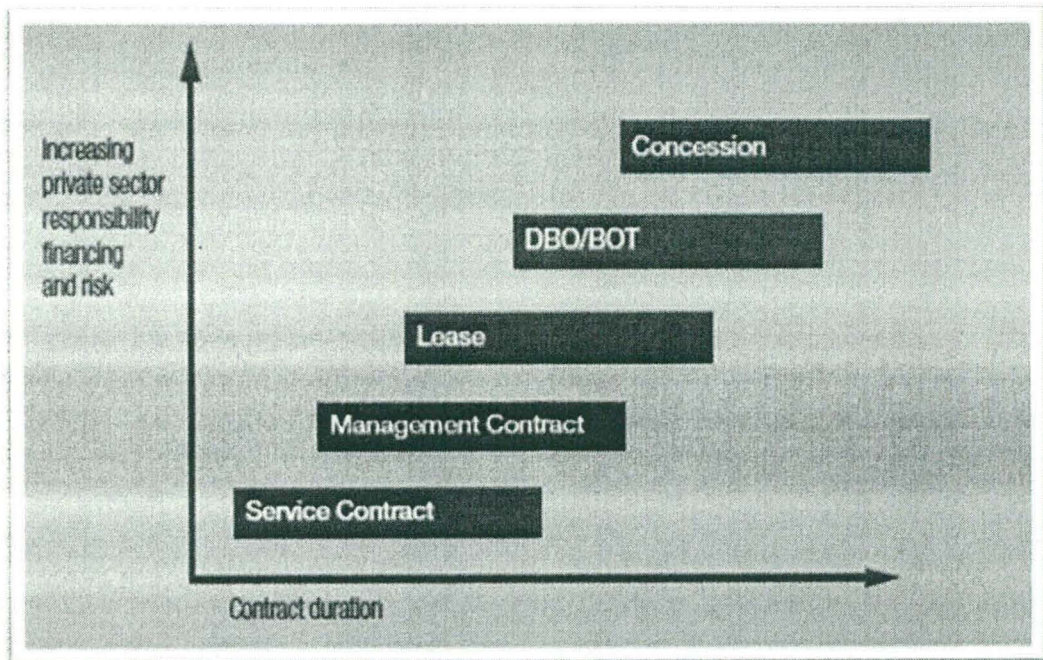 Concession
Increasing
private sector
responsibility
financing
and risk
DBO/BOT
Lease
Management Contract
Service Contract
Contract duration